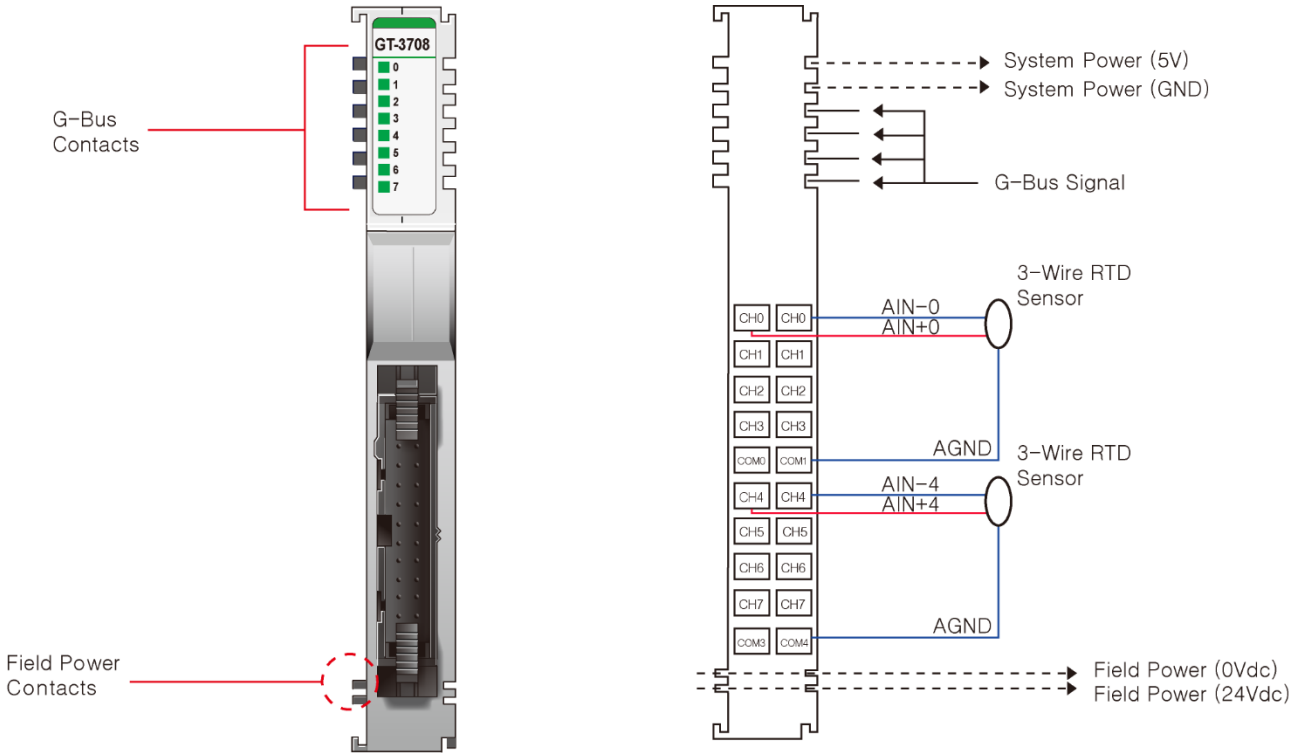 GT-3708
0
1
2
3
4
5
6
7
G-Bus
Contacts
Field Power
Contacts
System Power (5V)
System Power (GND)
G-Bus Signal
3-Wire RTD
Sensor
CH0 CH0 AIN-0
AIN+0
CH1 CH1
CH2 CH2
CH3 CH3
COM0 COM1 AGND
3-Wire RTD
Sensor
CH4 CH4 AIN-4
AIN+4
CH5 CH5
CH6 CH6
CH7 CH7
COM3 COM4 AGND
Field Power (0Vdc)
Field Power (24Vdc)